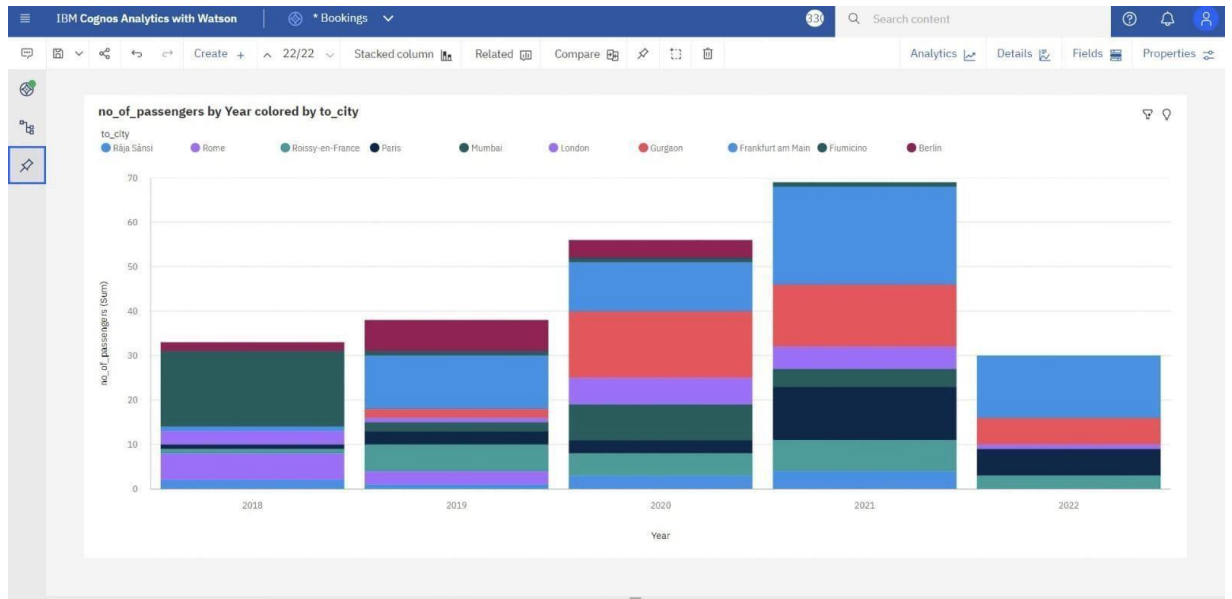 IBM Cognos Analytics with Watson
* Bookings
330
Search content
Create +
22/22
Stacked column
Related
Compare
Analytics
Details
Fields
Properties
no_of_passengers by Year colored by to_city
to_city
Rāja Sānsi Rome Roissy-en-France Paris Mumbai London Gurgaon Frankfurt am Main Fiumicino Berlin
70
60
50
40
30
20
10
0
no_of_passengers (Sum)
2018 2019 2020 2021 2022
Year